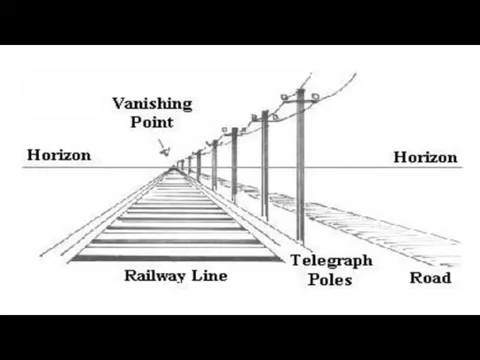 Vanishing
Point
Horizon
Horizon
Railway Line
Telegraph
Poles
Road